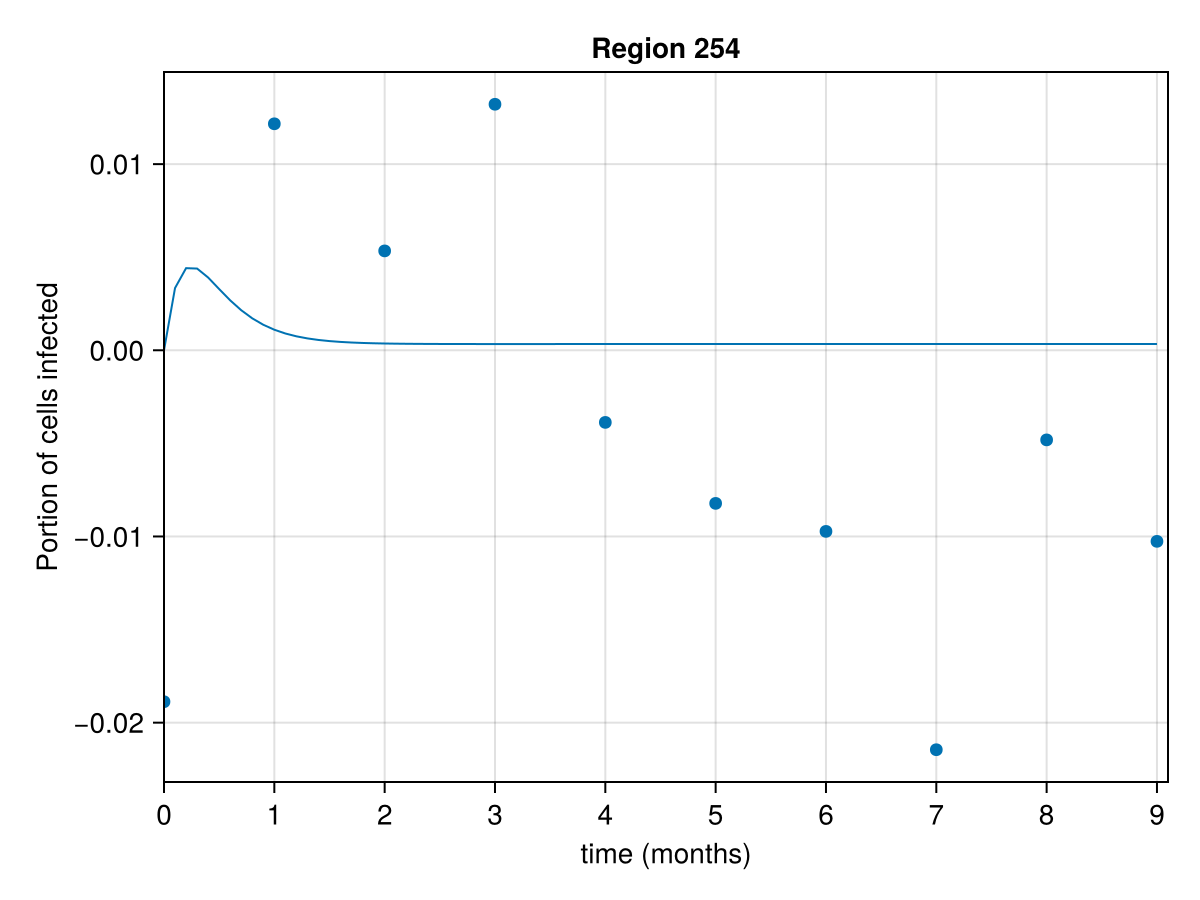 Region 254
Portion of cells infected
0.01
0.00
−0.01
−0.02
0 1 2 3 4 5 6 7 8 9
time (months)